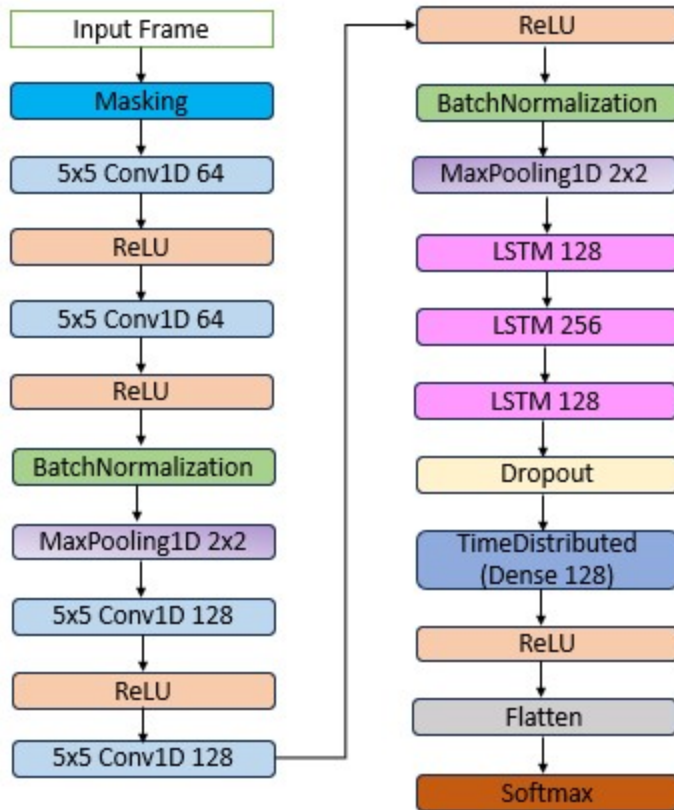 Input Frame
Masking
5x5 Conv1D 64
ReLU
5x5 Conv1D 64
ReLU
BatchNormalization
MaxPooling1D 2x2
5x5 Conv1D 128
ReLU
5x5 Conv1D 128
ReLU
BatchNormalization
MaxPooling1D 2x2
LSTM 128
LSTM 256
LSTM 128
Dropout
TimeDistributed
(Dense 128)
ReLU
Flatten
Softmax